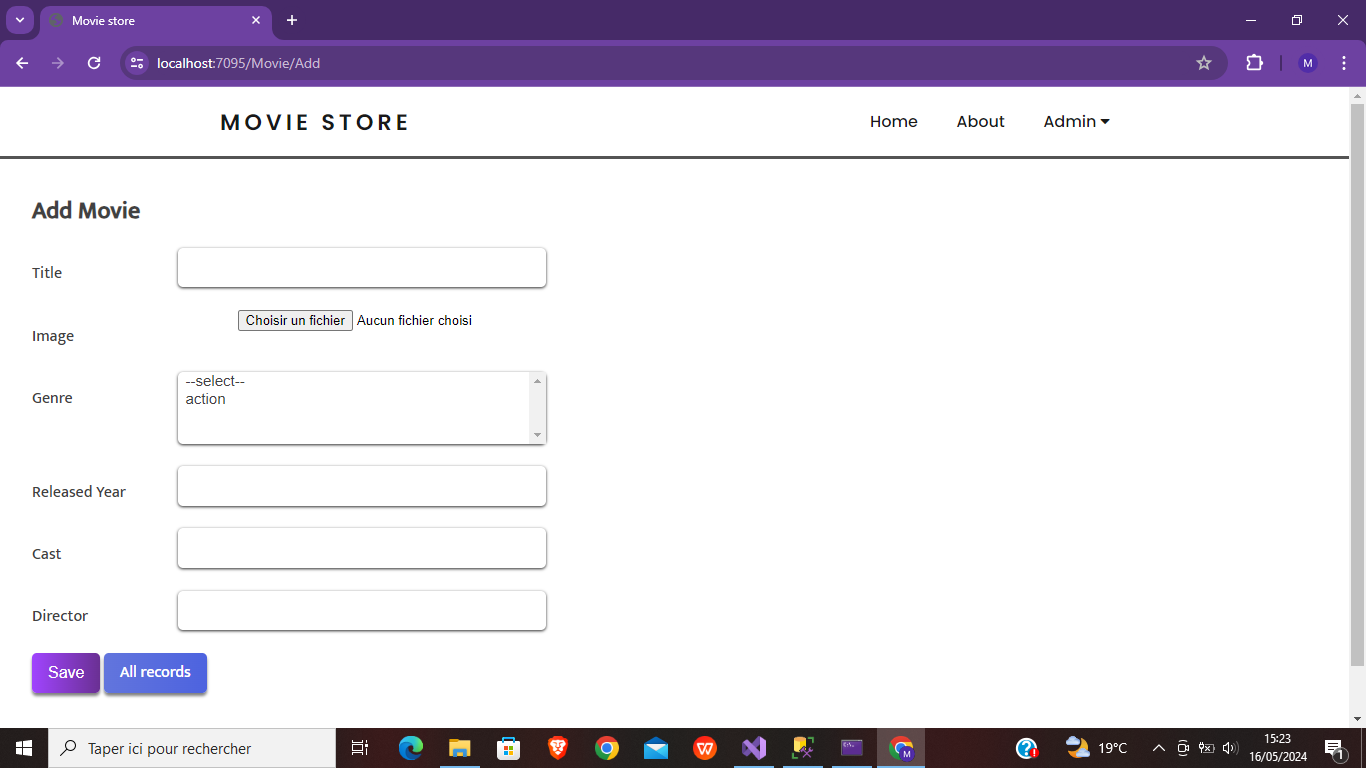 Movie store
localhost:7095/Movie/Add
M
MOVIE STORE
Home
About
Admin
Add Movie
Title
Image
Choisir un fichier Aucun fichier choisi
Genre
--select--
action
Released Year
Cast
Director
Save
All records
Taper ici pour rechercher
W
C:\
M
19°C
15:23
16/05/2024
1